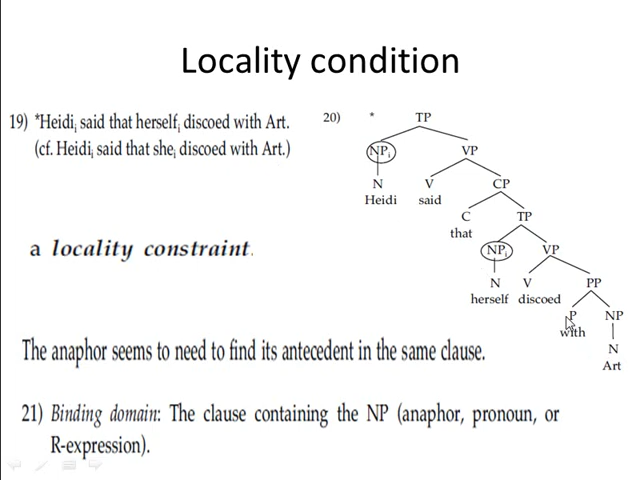 Locality condition
19) *Heidiᵢ said that herselfᵢ discoed with Art.
(cf. Heidiᵢ said that sheᵢ discoed with Art.)
20) * TP
NPᵢ VP
N V CP
Heidi said
C TP
that
NPᵢ VP
N V PP
herself discoed
P NP
with
N
Art
a locality constraint.
The anaphor seems to need to find its antecedent in the same clause.
21) Binding domain: The clause containing the NP (anaphor, pronoun, or
R-expression).